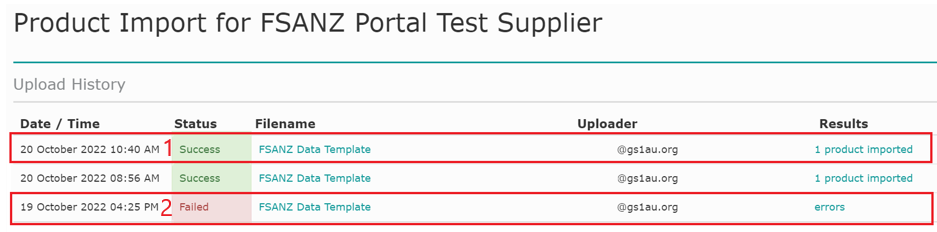 Product Import for FSANZ Portal Test Supplier
Upload History
Date / Time Status Filename Uploader Results
20 October 2022 10:40 AM 1 Success FSANZ Data Template @gs1au.org 1 product imported
20 October 2022 08:56 AM Success FSANZ Data Template @gs1au.org 1 product imported
19 October 2022 04:25 PM 2 Failed FSANZ Data Template @gs1au.org errors